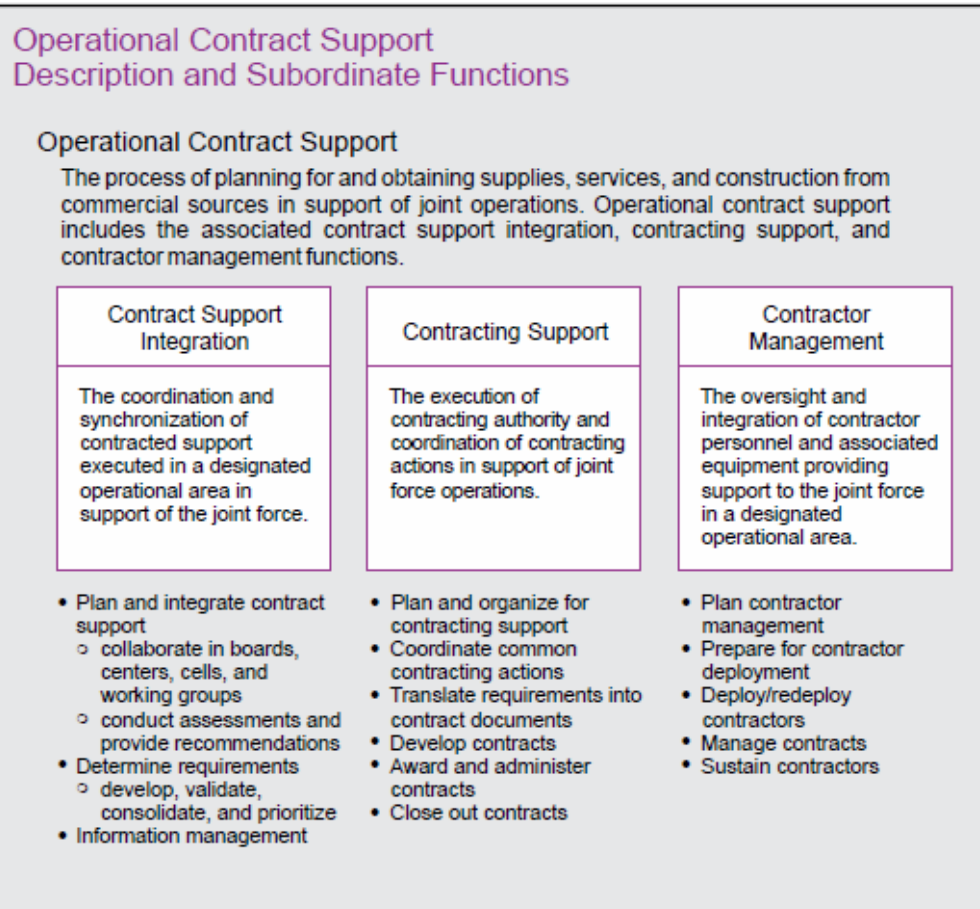 Operational Contract Support
Description and Subordinate Functions
Operational Contract Support
The process of planning for and obtaining supplies, services, and construction from
commercial sources in support of joint operations. Operational contract support
includes the associated contract support integration, contracting support, and
contractor management functions.
Contract Support
Integration
The coordination and
synchronization of
contracted support
executed in a designated
operational area in
support of the joint force.
• Plan and integrate contract
support
○ collaborate in boards,
centers, cells, and
working groups
○ conduct assessments and
provide recommendations
• Determine requirements
○ develop, validate,
consolidate, and prioritize
• Information management
Contracting Support
The execution of
contracting authority and
coordination of contracting
actions in support of joint
force operations.
• Plan and organize for
contracting support
• Coordinate common
contracting actions
• Translate requirements into
contract documents
• Develop contracts
• Award and administer
contracts
• Close out contracts
Contractor
Management
The oversight and
integration of contractor
personnel and associated
equipment providing
support to the joint force
in a designated
operational area.
• Plan contractor
management
• Prepare for contractor
deployment
• Deploy/redeploy
contractors
• Manage contracts
• Sustain contractors